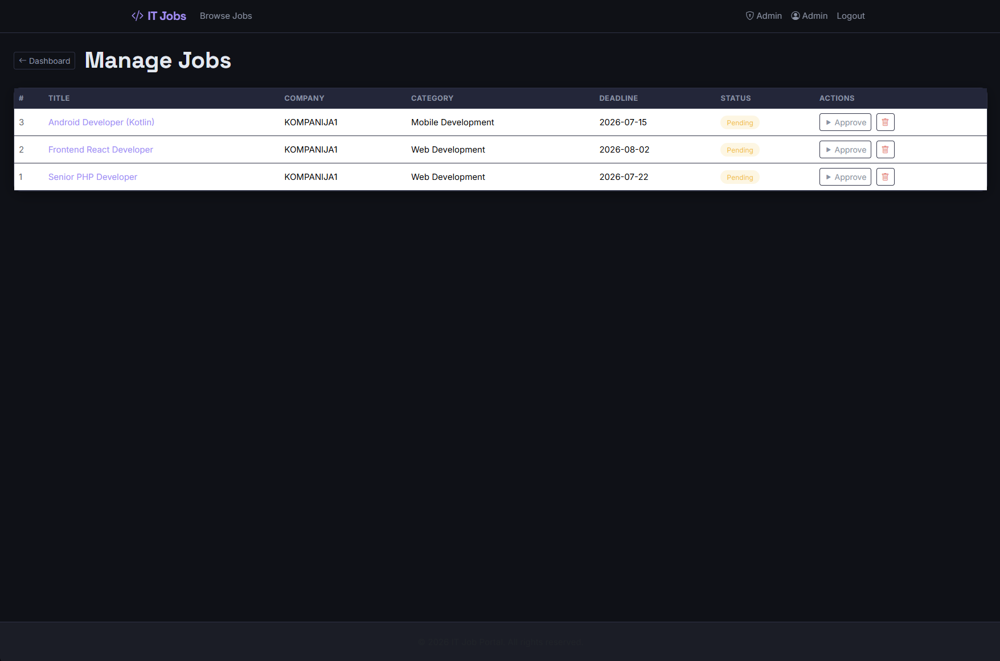 IT Jobs Browse Jobs Admin Admin Logout
Dashboard Manage Jobs
# TITLE COMPANY CATEGORY DEADLINE STATUS ACTIONS
3 Android Developer (Kotlin) KOMPANIJA1 Mobile Development 2026-07-15 Pending Approve
2 Frontend React Developer KOMPANIJA1 Web Development 2026-08-02 Pending Approve
1 Senior PHP Developer KOMPANIJA1 Web Development 2026-07-22 Pending Approve
© 2026 IT Job Portal. All rights reserved.